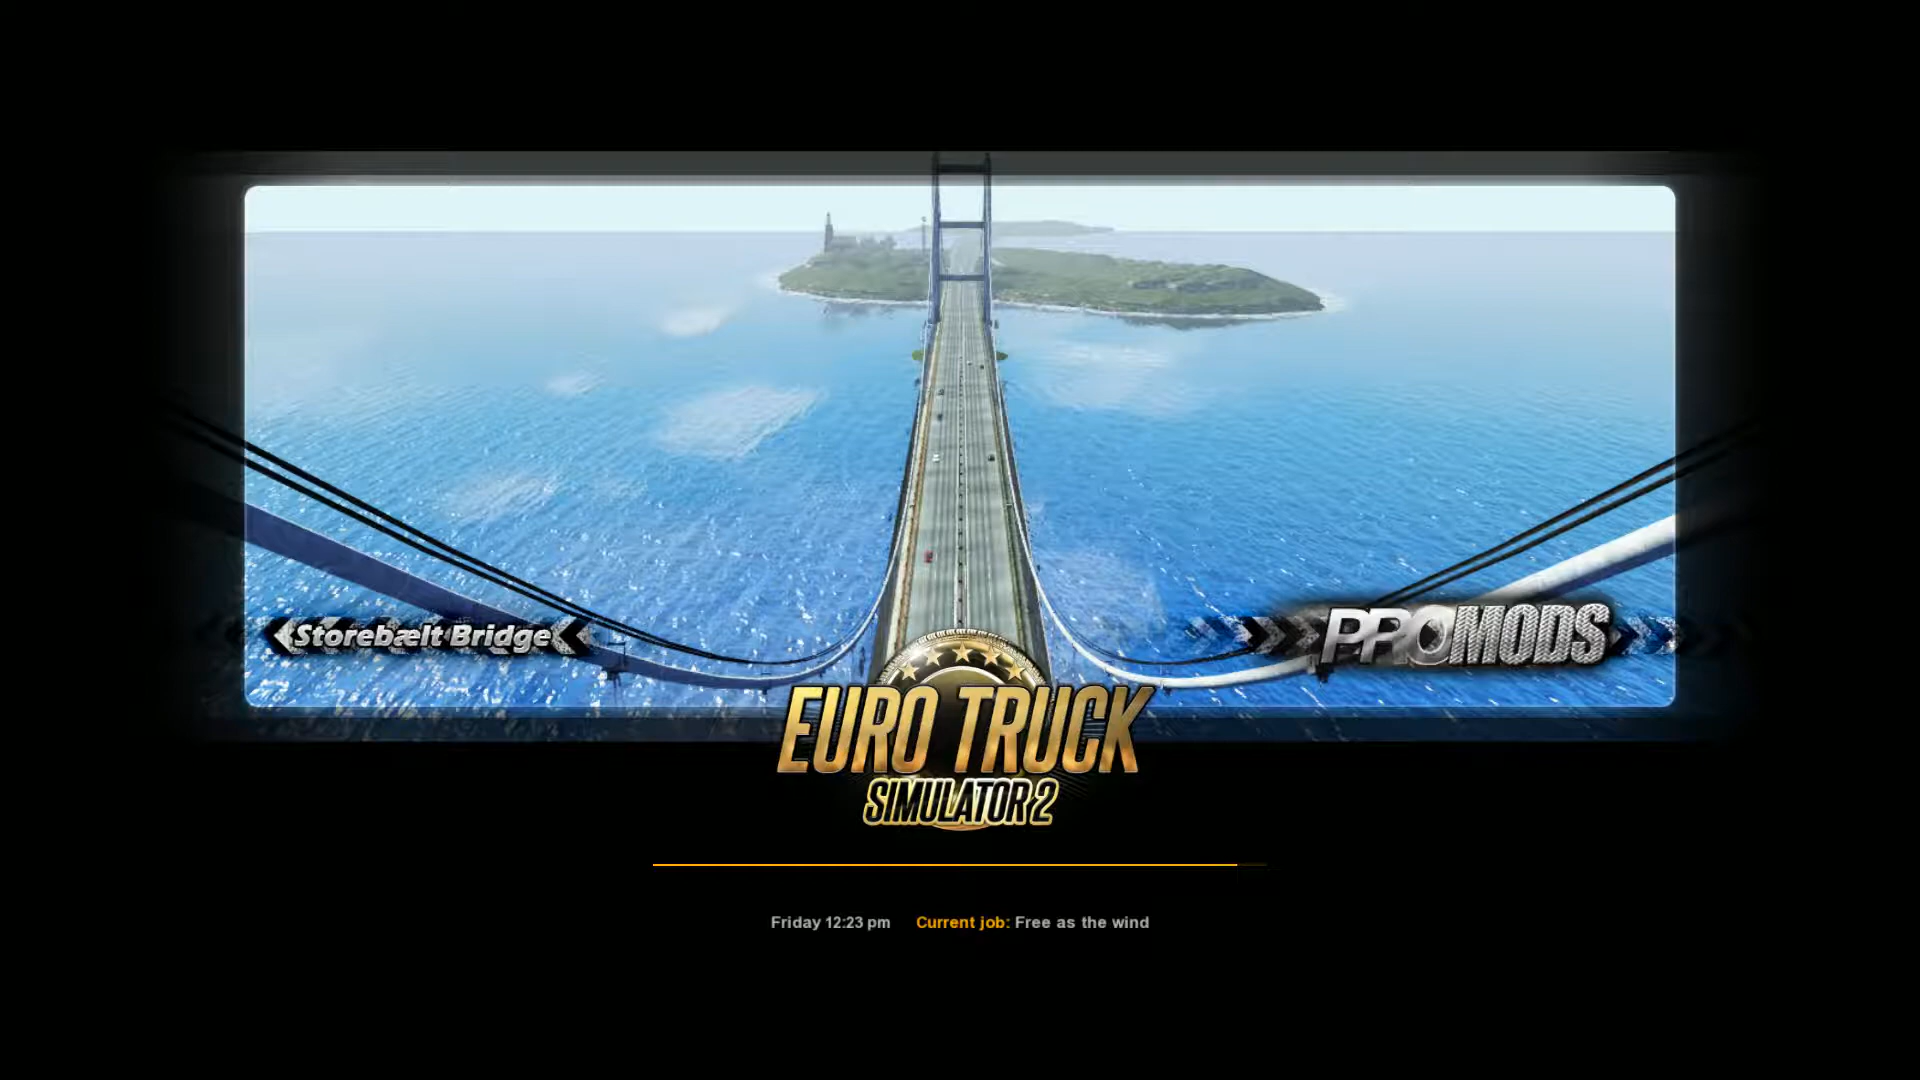 Storebælt Bridge
PROMODS
EURO TRUCK
SIMULATOR 2
Friday 12:23 pm Current job: Free as the wind